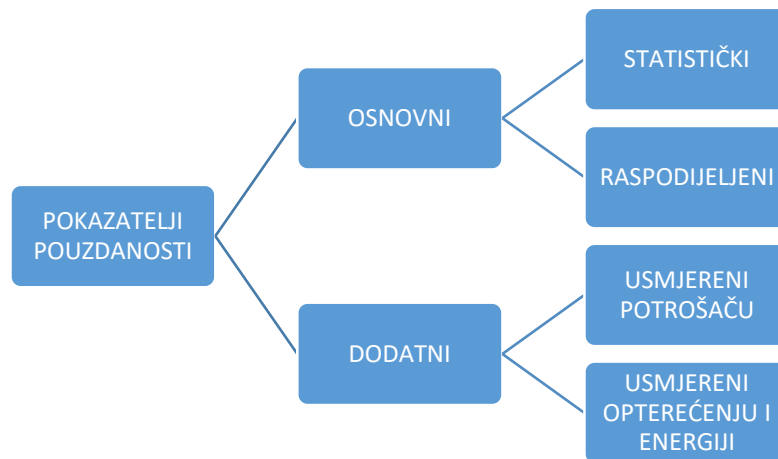 POKAZATELJI
POUZDANOSTI
OSNOVNI
STATISTIČKI
RASPODIJELJENI
DODATNI
USMJERENI
POTROŠAČU
USMJERENI
OPTEREĆENJU I
ENERGIJI